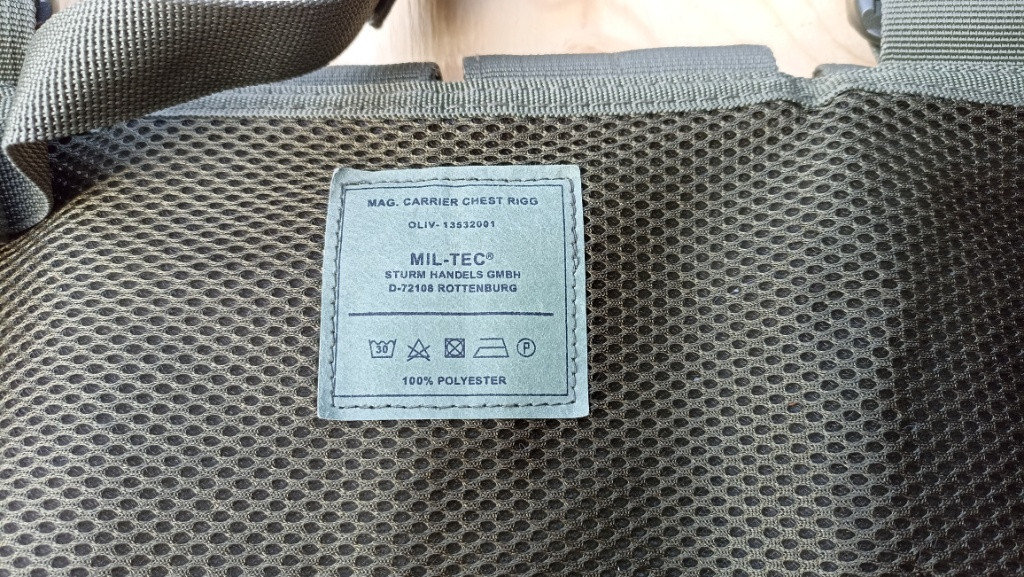 MAG. CARRIER CHEST RIGG
OLIV- 13532001
MIL-TEC®
STURM HANDELS GMBH
D-72108 ROTTENBURG
30 P
100% POLYESTER